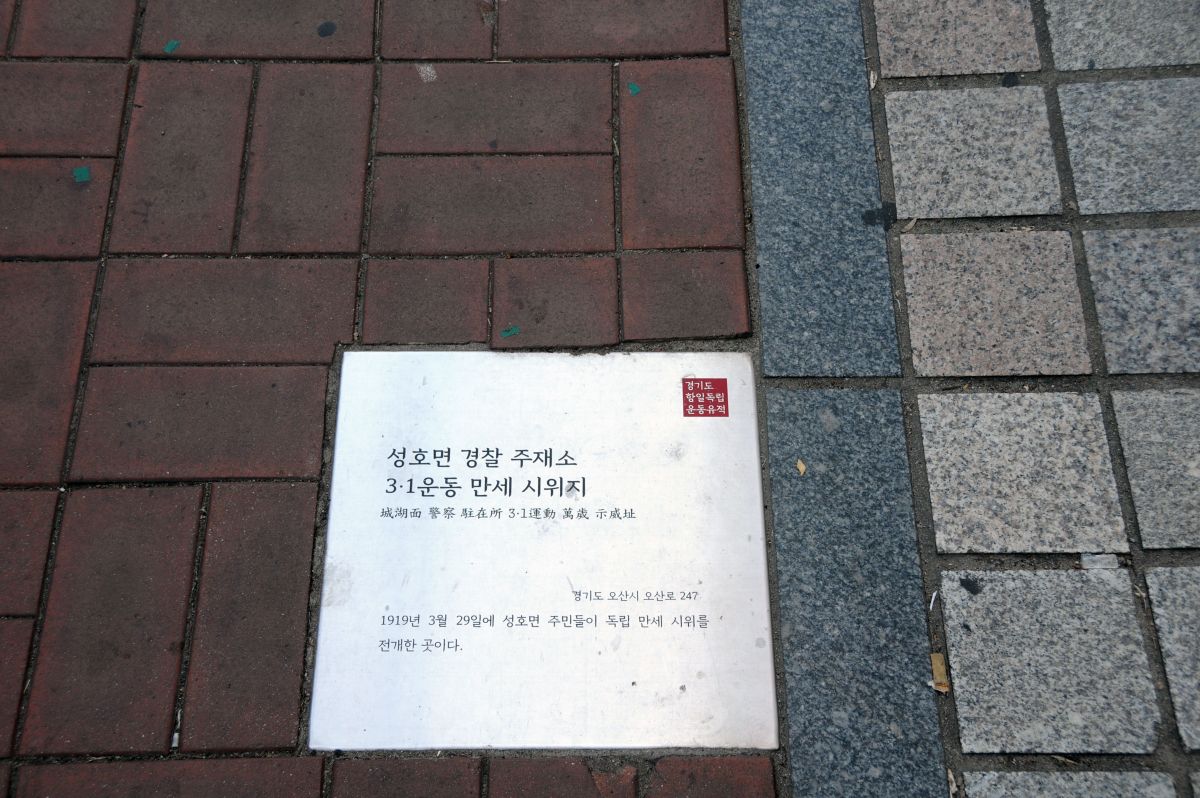 경기도
항일독립
운동유적
성호면 경찰 주재소
3·1운동 만세 시위지
城湖面 警察 駐在所 3·1運動 萬歲 示威址
경기도 오산시 오산로 247
1919년 3월 29일에 성호면 주민들이 독립 만세 시위를
전개한 곳이다.